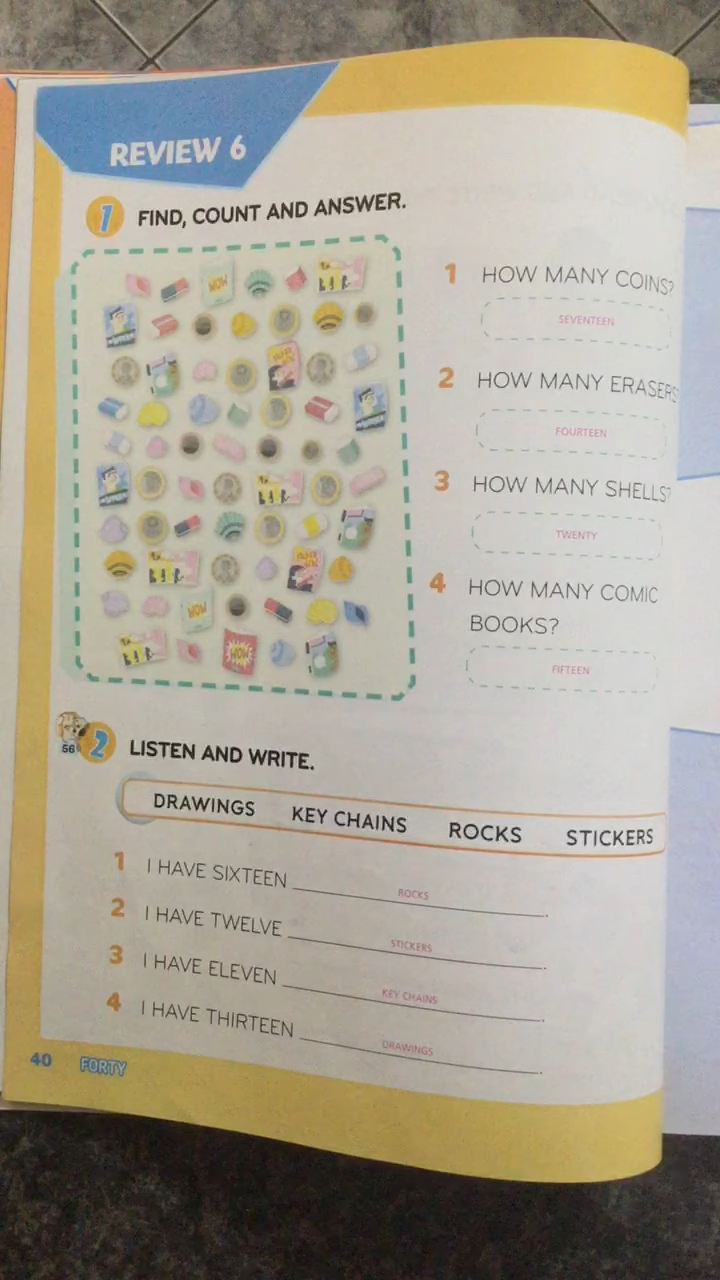 REVIEW 6
1 FIND, COUNT AND ANSWER.
WOW
1 HOW MANY COINS?
SEVENTEEN
2 HOW MANY ERASERS
FOURTEEN
3 HOW MANY SHELLS?
TWENTY
4 HOW MANY COMIC
BOOKS?
FIFTEEN
WOW
WOW
56 2 LISTEN AND WRITE.
DRAWINGS KEY CHAINS ROCKS STICKERS
1 I HAVE SIXTEEN ROCKS.
2 I HAVE TWELVE STICKERS.
3 I HAVE ELEVEN KEY CHAINS.
4 I HAVE THIRTEEN DRAWINGS.
40 FORTY